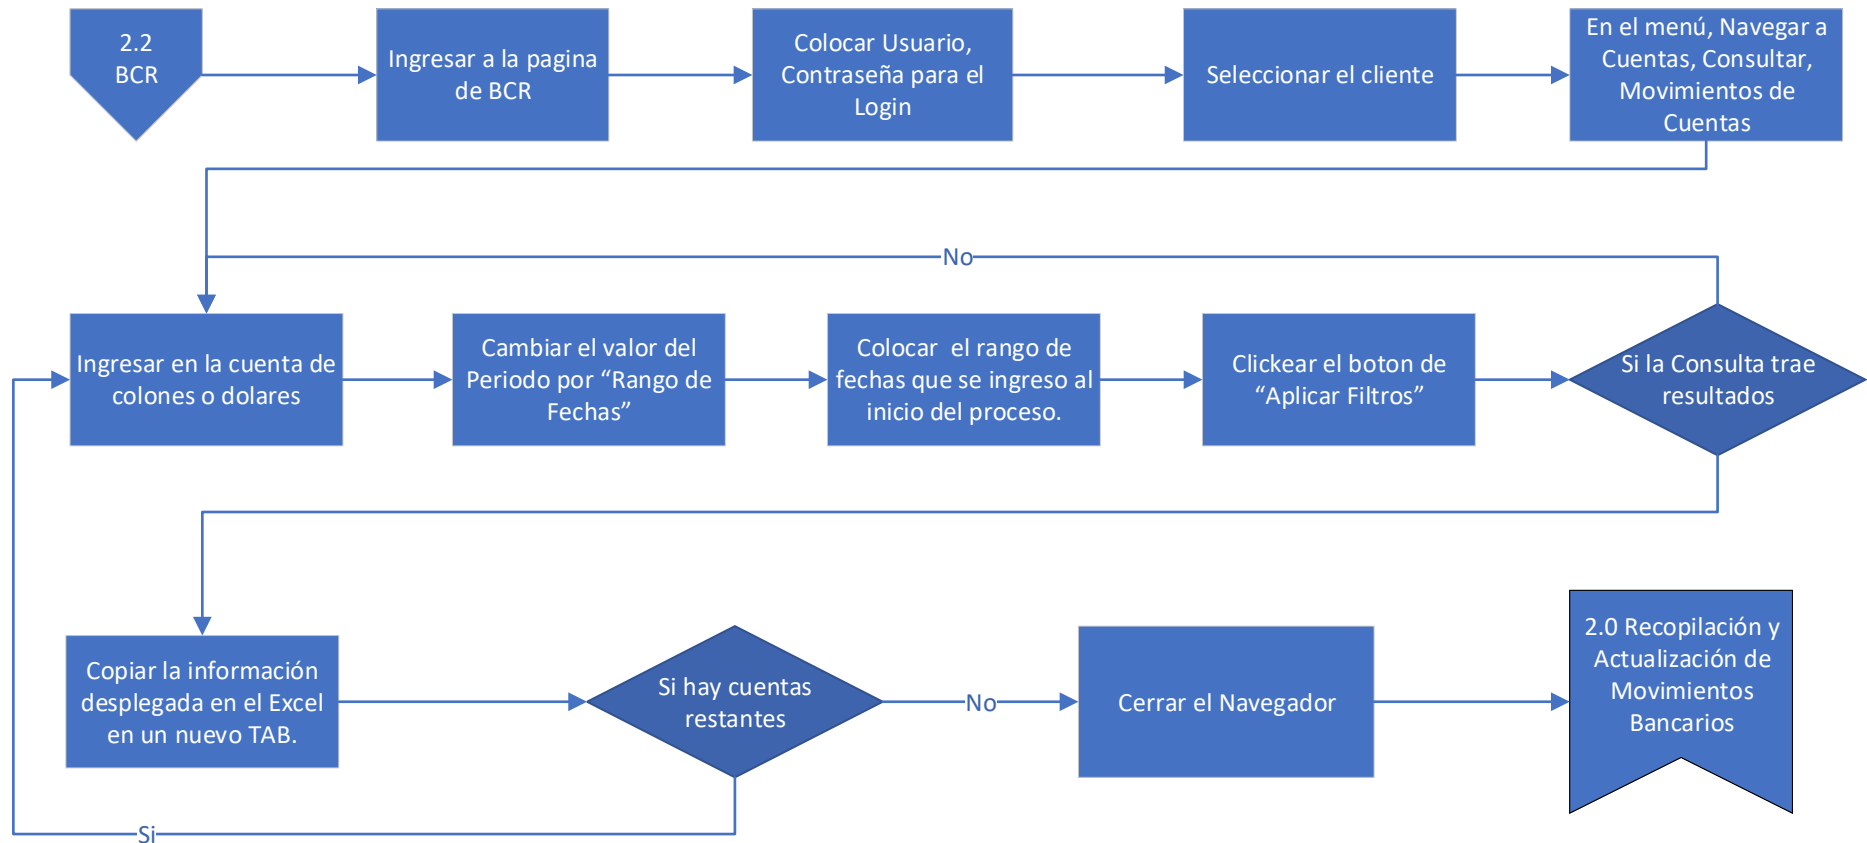 2.2
BCR
Ingresar a la pagina
de BCR
Colocar Usuario,
Contraseña para el
Login
Seleccionar el cliente
En el menú, Navegar a
Cuentas, Consultar,
Movimientos de
Cuentas
No
Ingresar en la cuenta de
colones o dolares
Cambiar el valor del
Periodo por “Rango de
Fechas”
Colocar  el rango de
fechas que se ingreso al
inicio del proceso.
Clickear el boton de
“Aplicar Filtros”
Si la Consulta trae
resultados
Copiar la información
desplegada en el Excel
en un nuevo TAB.
Si hay cuentas
restantes
No
Cerrar el Navegador
2.0 Recopilación y
Actualización de
Movimientos
Bancarios
Si